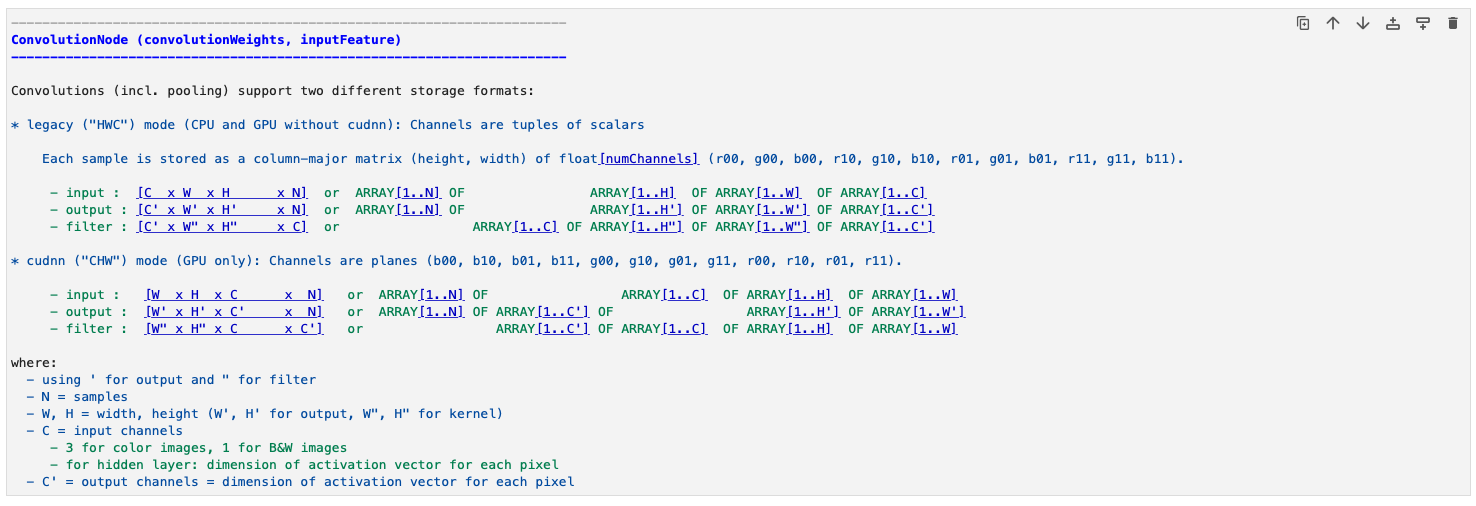 -----------------------------------------------------------------------
ConvolutionNode (convolutionWeights, inputFeature)
-----------------------------------------------------------------------
Convolutions (incl. pooling) support two different storage formats:
* legacy ("HWC") mode (CPU and GPU without cudnn): Channels are tuples of scalars
    Each sample is stored as a column-major matrix (height, width) of float[numChannels] (r00, g00, b00, r10, g10, b10, r01, g01, b01, r11, g11, b11).
     - input :  [C  x W  x H      x N]  or  ARRAY[1..N] OF                ARRAY[1..H]  OF ARRAY[1..W]  OF ARRAY[1..C]
     - output : [C' x W' x H'     x N]  or  ARRAY[1..N] OF                ARRAY[1..H'] OF ARRAY[1..W'] OF ARRAY[1..C']
     - filter : [C' x W" x H"     x C]  or                 ARRAY[1..C] OF ARRAY[1..H"] OF ARRAY[1..W"] OF ARRAY[1..C']
* cudnn ("CHW") mode (GPU only): Channels are planes (b00, b10, b01, b11, g00, g10, g01, g11, r00, r10, r01, r11).
     - input :   [W  x H  x C      x  N]   or  ARRAY[1..N] OF                 ARRAY[1..C]  OF ARRAY[1..H]  OF ARRAY[1..W]
     - output :  [W' x H' x C'     x  N]   or  ARRAY[1..N] OF ARRAY[1..C'] OF                 ARRAY[1..H'] OF ARRAY[1..W']
     - filter :  [W" x H" x C      x C']   or                 ARRAY[1..C'] OF ARRAY[1..C]  OF ARRAY[1..H]  OF ARRAY[1..W]
where:
  - using ' for output and " for filter
  - N = samples
  - W, H = width, height (W', H' for output, W", H" for kernel)
  - C = input channels
     - 3 for color images, 1 for B&W images
     - for hidden layer: dimension of activation vector for each pixel
  - C' = output channels = dimension of activation vector for each pixel